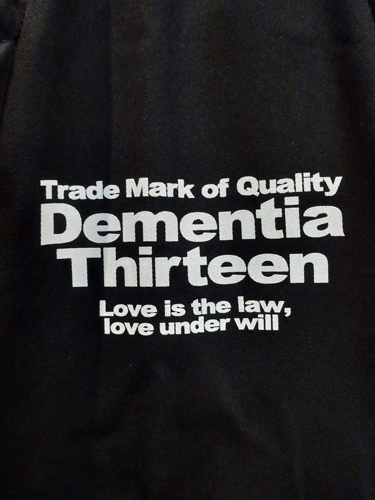 Trade Mark of Quality
Dementia
Thirteen
Love is the law,
love under will